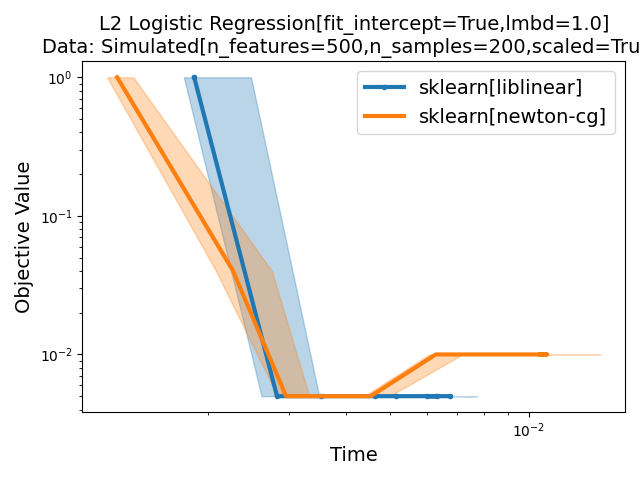 L2 Logistic Regression[fit_intercept=True,lmbd=1.0]
Data: Simulated[n_features=500,n_samples=200,scaled=Tru
sklearn[liblinear]
sklearn[newton-cg]
Objective Value
10⁰
10⁻¹
10⁻²
10⁻²
Time